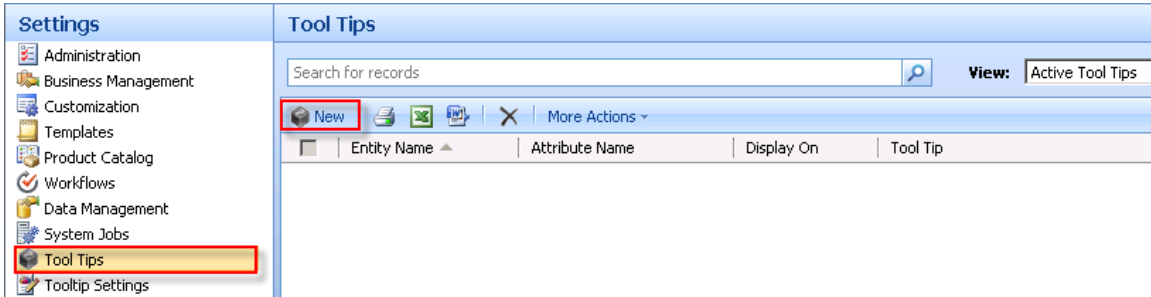 Settings
Administration
Business Management
Customization
Templates
Product Catalog
Workflows
Data Management
System Jobs
Tool Tips
Tooltip Settings
Tool Tips
Search for records
View: Active Tool Tips
New More Actions
Entity Name Attribute Name Display On Tool Tip